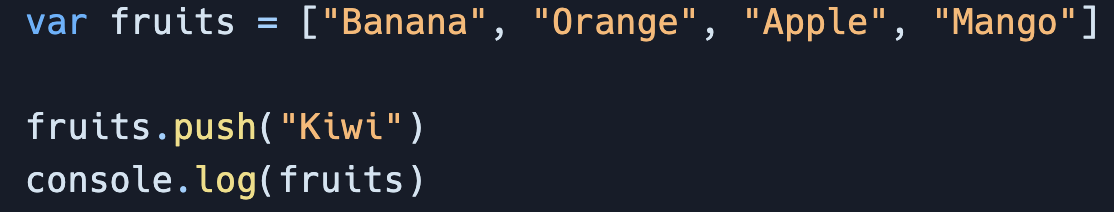 var fruits = ["Banana", "Orange", "Apple", "Mango"]
fruits.push("Kiwi")
console.log(fruits)